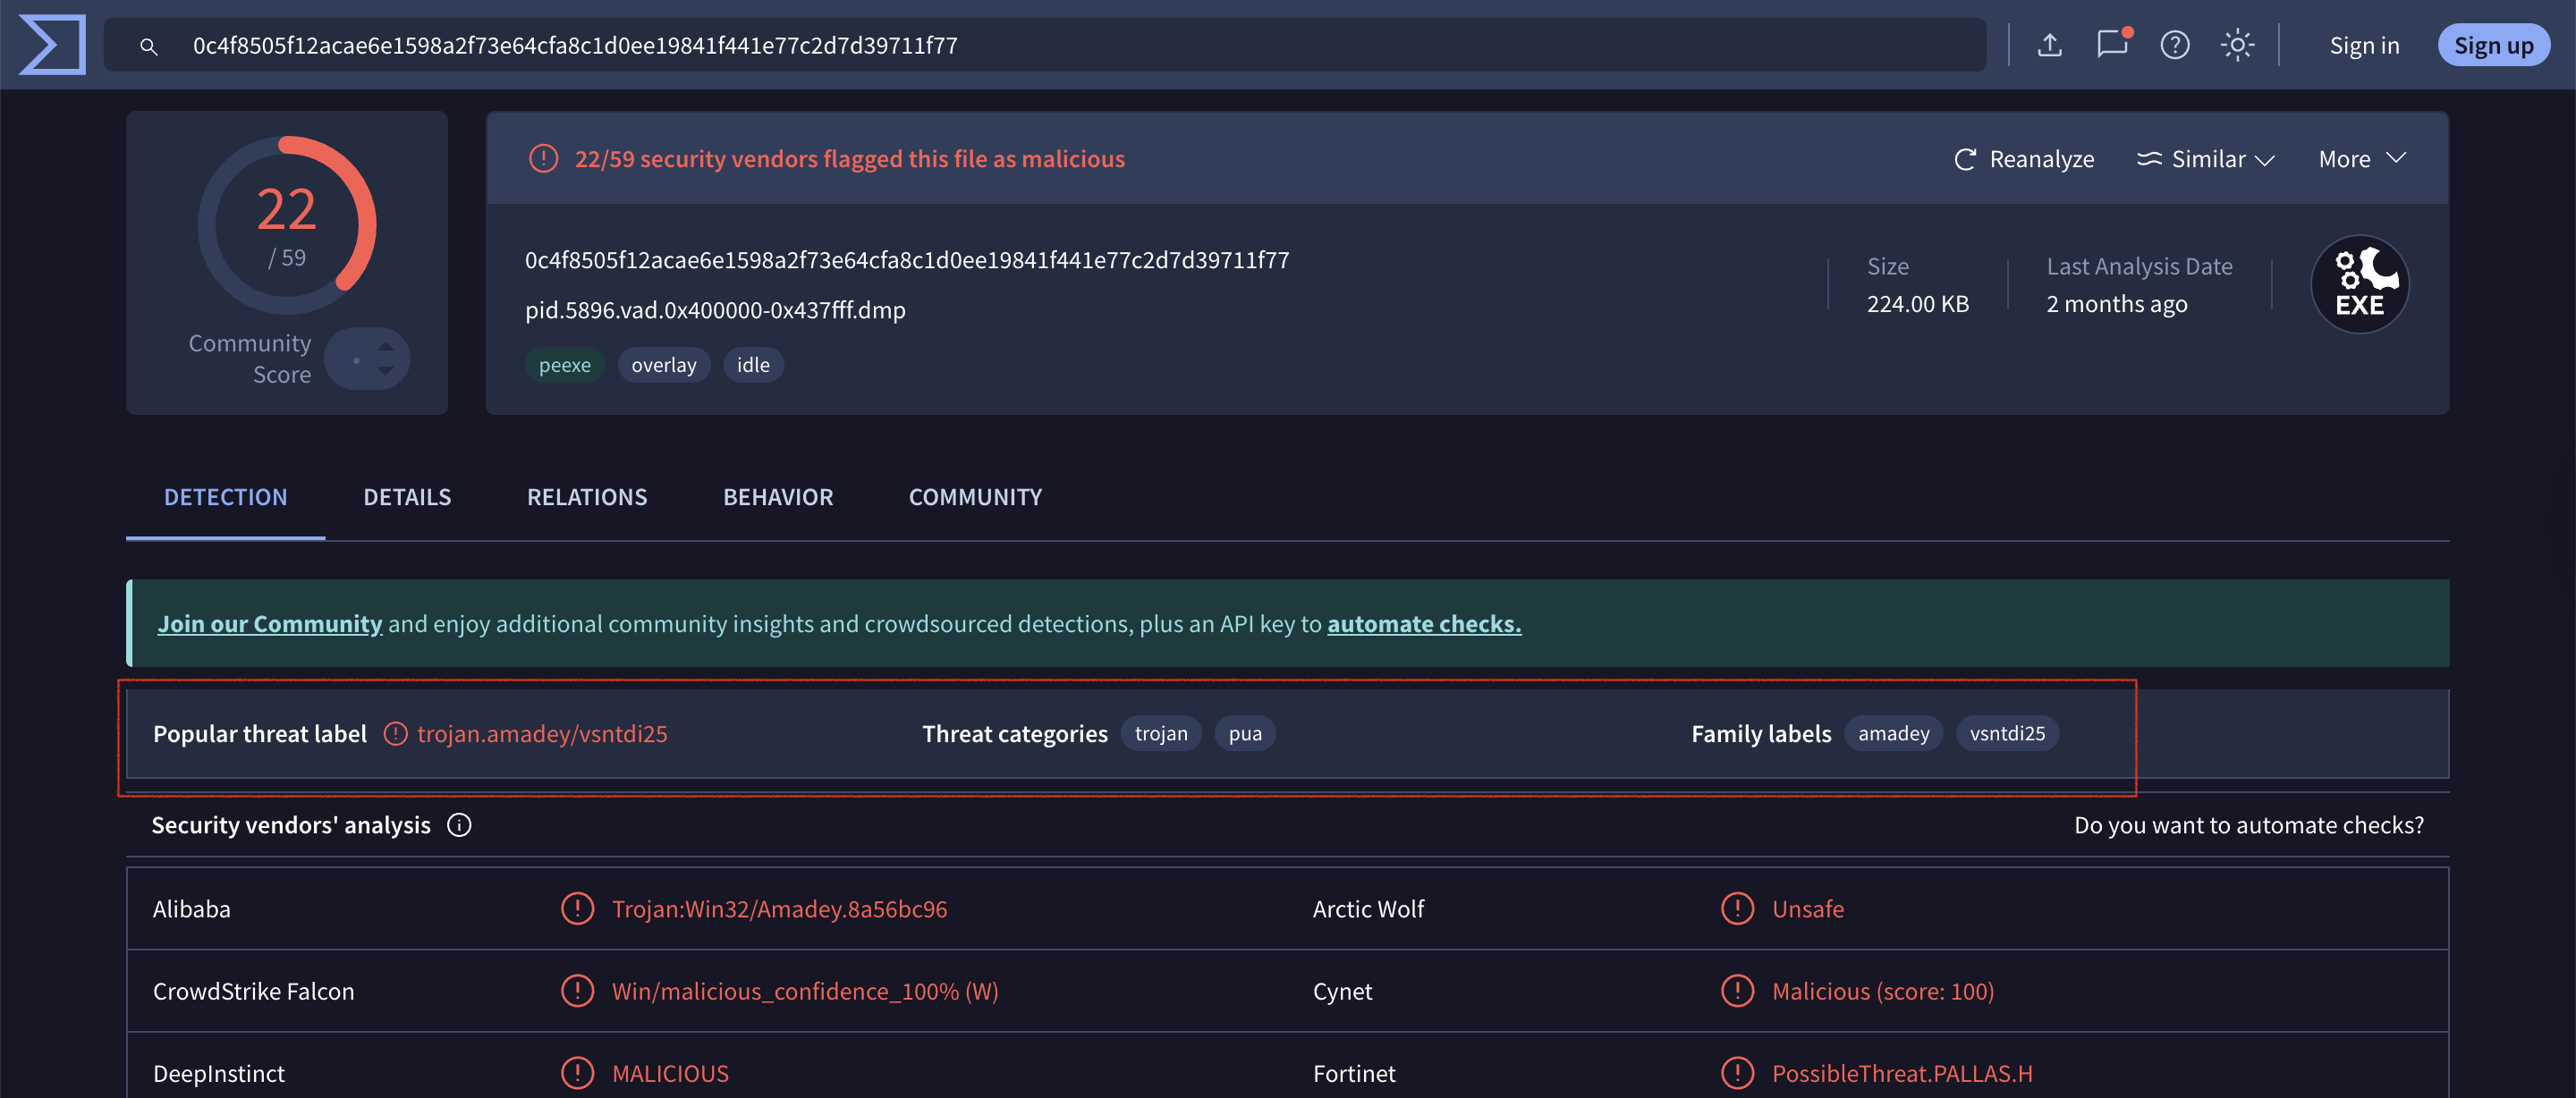 0c4f8505f12acae6e1598a2f73e64cfa8c1d0ee19841f441e77c2d7d39711f77
Sign in
Sign up
22
/ 59
Community
Score
22/59 security vendors flagged this file as malicious
Reanalyze
Similar
More
0c4f8505f12acae6e1598a2f73e64cfa8c1d0ee19841f441e77c2d7d39711f77
pid.5896.vad.0x400000-0x437fff.dmp
peexe overlay idle
Size
224.00 KB
Last Analysis Date
2 months ago
EXE
DETECTION DETAILS RELATIONS BEHAVIOR COMMUNITY
Join our Community and enjoy additional community insights and crowdsourced detections, plus an API key to automate checks.
Popular threat label trojan.amadey/vsntdi25 Threat categories trojan pua Family labels amadey vsntdi25
Security vendors' analysis Do you want to automate checks?
Alibaba Trojan:Win32/Amadey.8a56bc96 Arctic Wolf Unsafe
CrowdStrike Falcon Win/malicious_confidence_100% (W) Cynet Malicious (score: 100)
DeepInstinct MALICIOUS Fortinet PossibleThreat.PALLAS.H